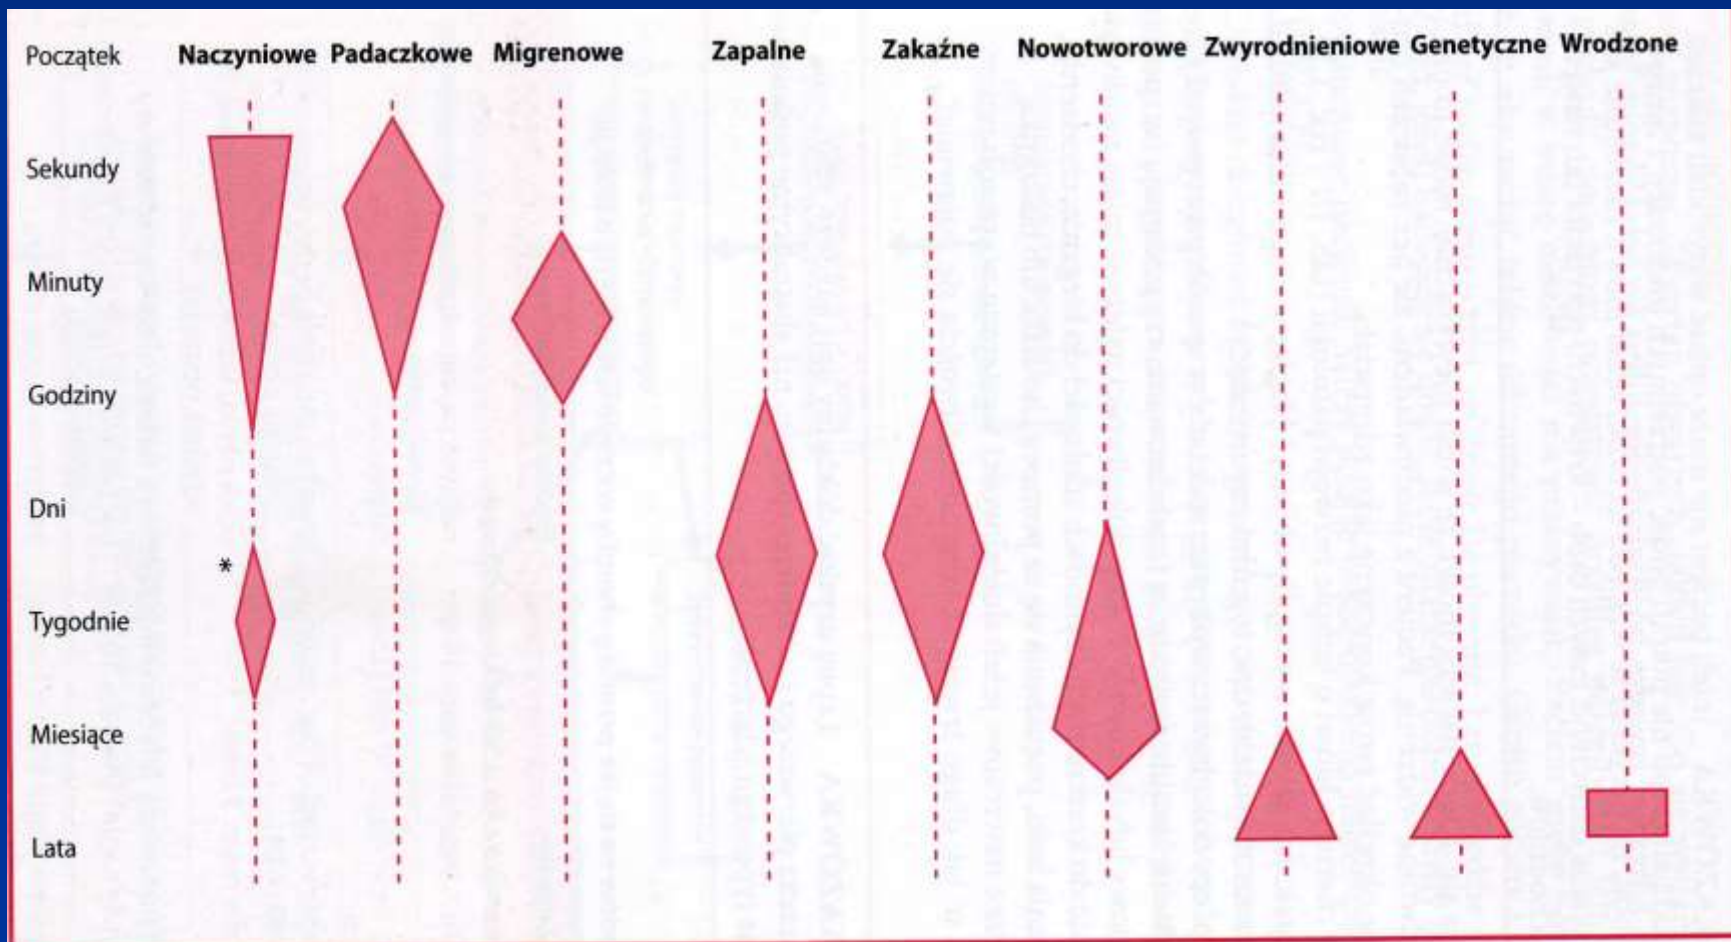 Początek Naczyniowe Padaczkowe Migrenowe Zapalne Zakaźne Nowotworowe Zwyrodnieniowe Genetyczne Wrodzone
Sekundy
Minuty
Godziny
Dni
*
Tygodnie
Miesiące
Lata